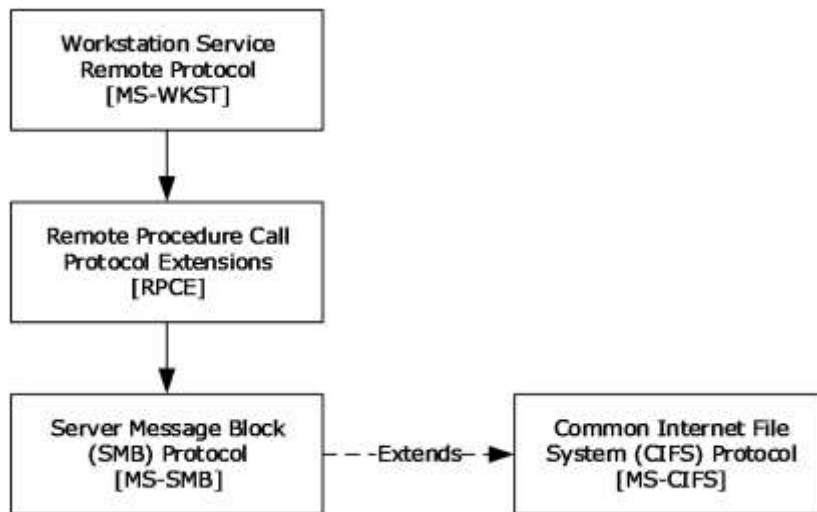 Workstation Service
Remote Protocol
[MS-WKST]
Remote Procedure Call
Protocol Extensions
[RPCE]
Server Message Block
(SMB) Protocol
[MS-SMB]
Extends
Common Internet File
System (CIFS) Protocol
[MS-CIFS]